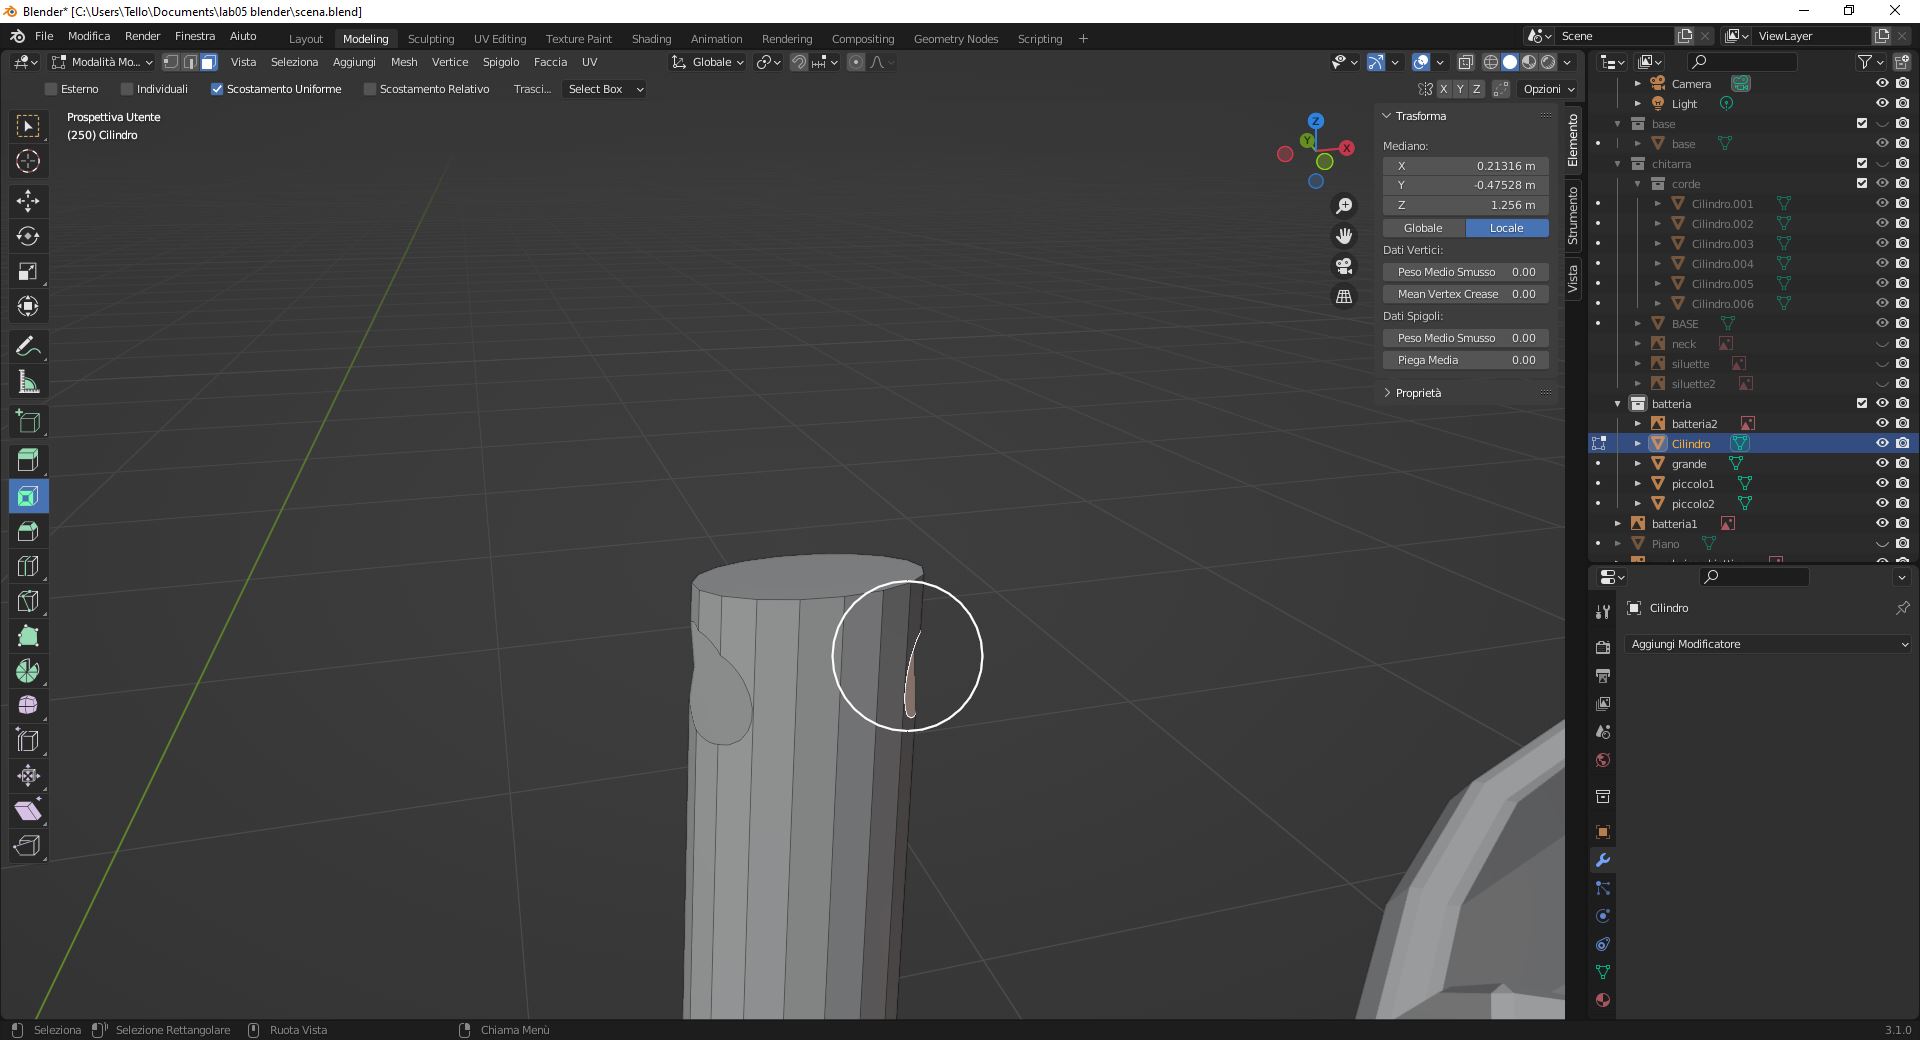 Blender* [C:\Users\Tello\Documents\lab05 blender\scena.blend]
File Modifica Render Finestra Aiuto Layout Modeling Sculpting UV Editing Texture Paint Shading Animation Rendering Compositing Geometry Nodes Scripting + Scene ViewLayer
Modalità Mo... Vista Seleziona Aggiungi Mesh Vertice Spigolo Faccia UV Globale
Esterno Individuali Scostamento Uniforme Scostamento Relativo Trasci... Select Box X Y Z Opzioni
Prospettiva Utente
(250) Cilindro
Z
Y
X
Trasforma
Mediano:
X 0.21316 m
Y -0.47528 m
Z 1.256 m
Globale Locale
Dati Vertici:
Peso Medio Smusso 0.00
Mean Vertex Crease 0.00
Dati Spigoli:
Peso Medio Smusso 0.00
Piega Media 0.00
Proprietà
Elemento
Strumento
Vista
Camera
Light
base
base
chitarra
corde
Cilindro.001
Cilindro.002
Cilindro.003
Cilindro.004
Cilindro.005
Cilindro.006
BASE
neck
siluette
siluette2
batteria
batteria2
Cilindro
grande
piccolo1
piccolo2
batteria1
Piano
Cilindro
Aggiungi Modificatore
Seleziona Selezione Rettangolare Ruota Vista Chiama Menù 3.1.0